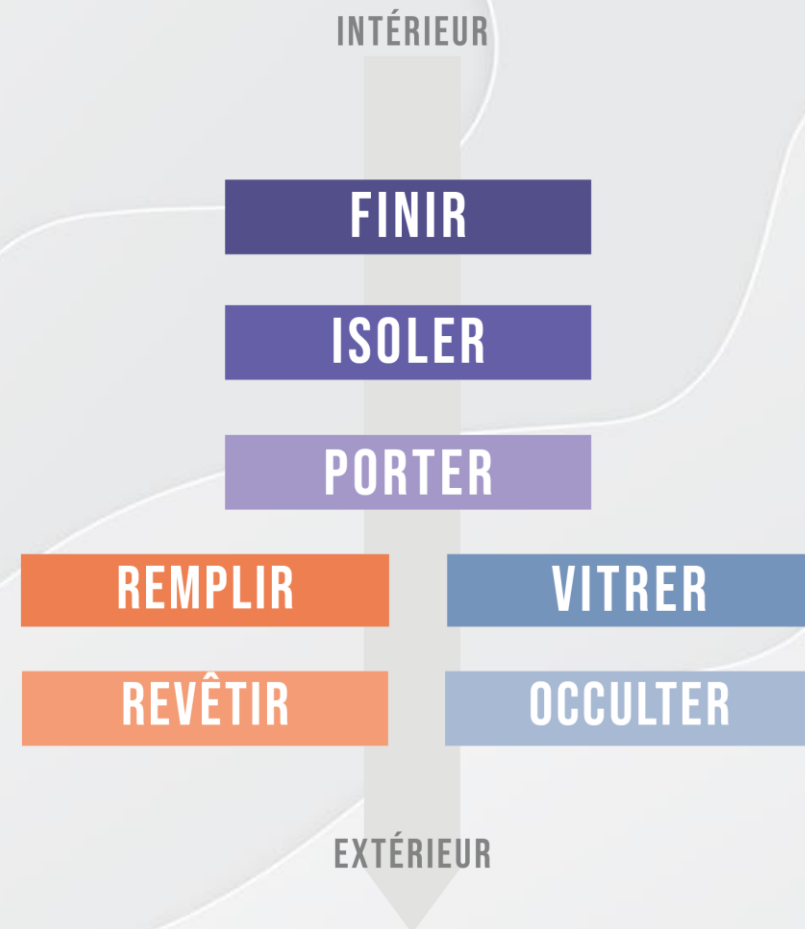 INTÉRIEUR
FINIR
ISOLER
PORTER
REMPLIR
VITRER
REVÊTIR
OCCULTER
EXTÉRIEUR